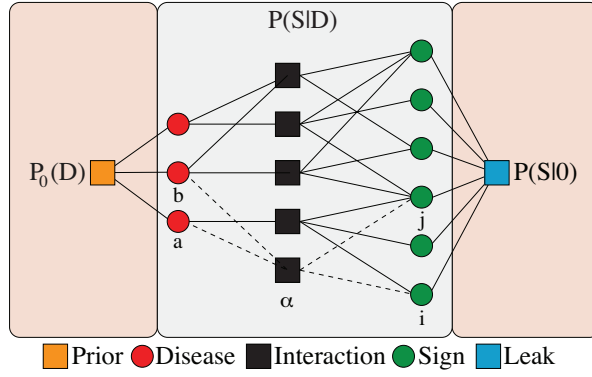 P(S|D)
P₀(D)
P(S|0)
b
a
j
α
i
Prior Disease Interaction Sign Leak